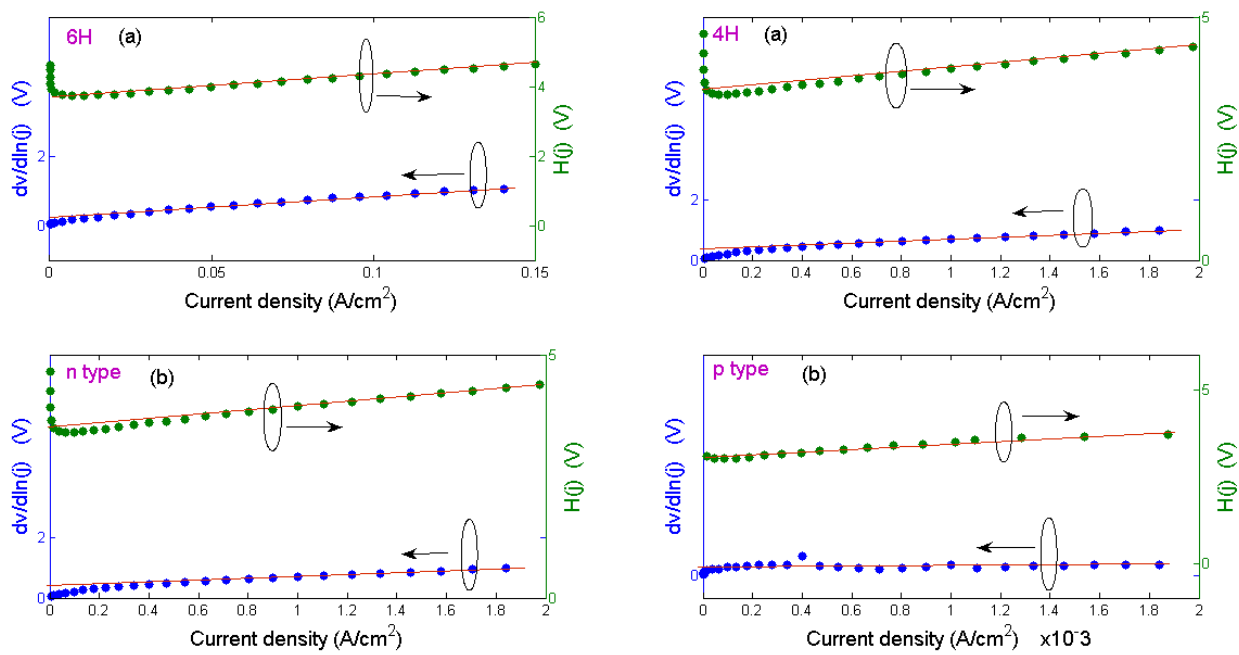 6H (a)
dv/dln(j) (V)
H(j) (V)
6
4
2
0
2
0
0 0.05 0.1 0.15
Current density (A/cm²)
4H (a)
dv/dln(j) (V)
H(j) (V)
5
0
2
0
0 0.2 0.4 0.6 0.8 1 1.2 1.4 1.6 1.8 2
Current density (A/cm²)
n type (b)
dv/dln(j) (V)
H(j) (V)
5
0
2
0
0 0.2 0.4 0.6 0.8 1 1.2 1.4 1.6 1.8 2
Current density (A/cm²)
p type (b)
dv/dln(j) (V)
H(j) (V)
5
0
0
0 0.2 0.4 0.6 0.8 1 1.2 1.4 1.6 1.8 2
Current density (A/cm²) x10⁻3